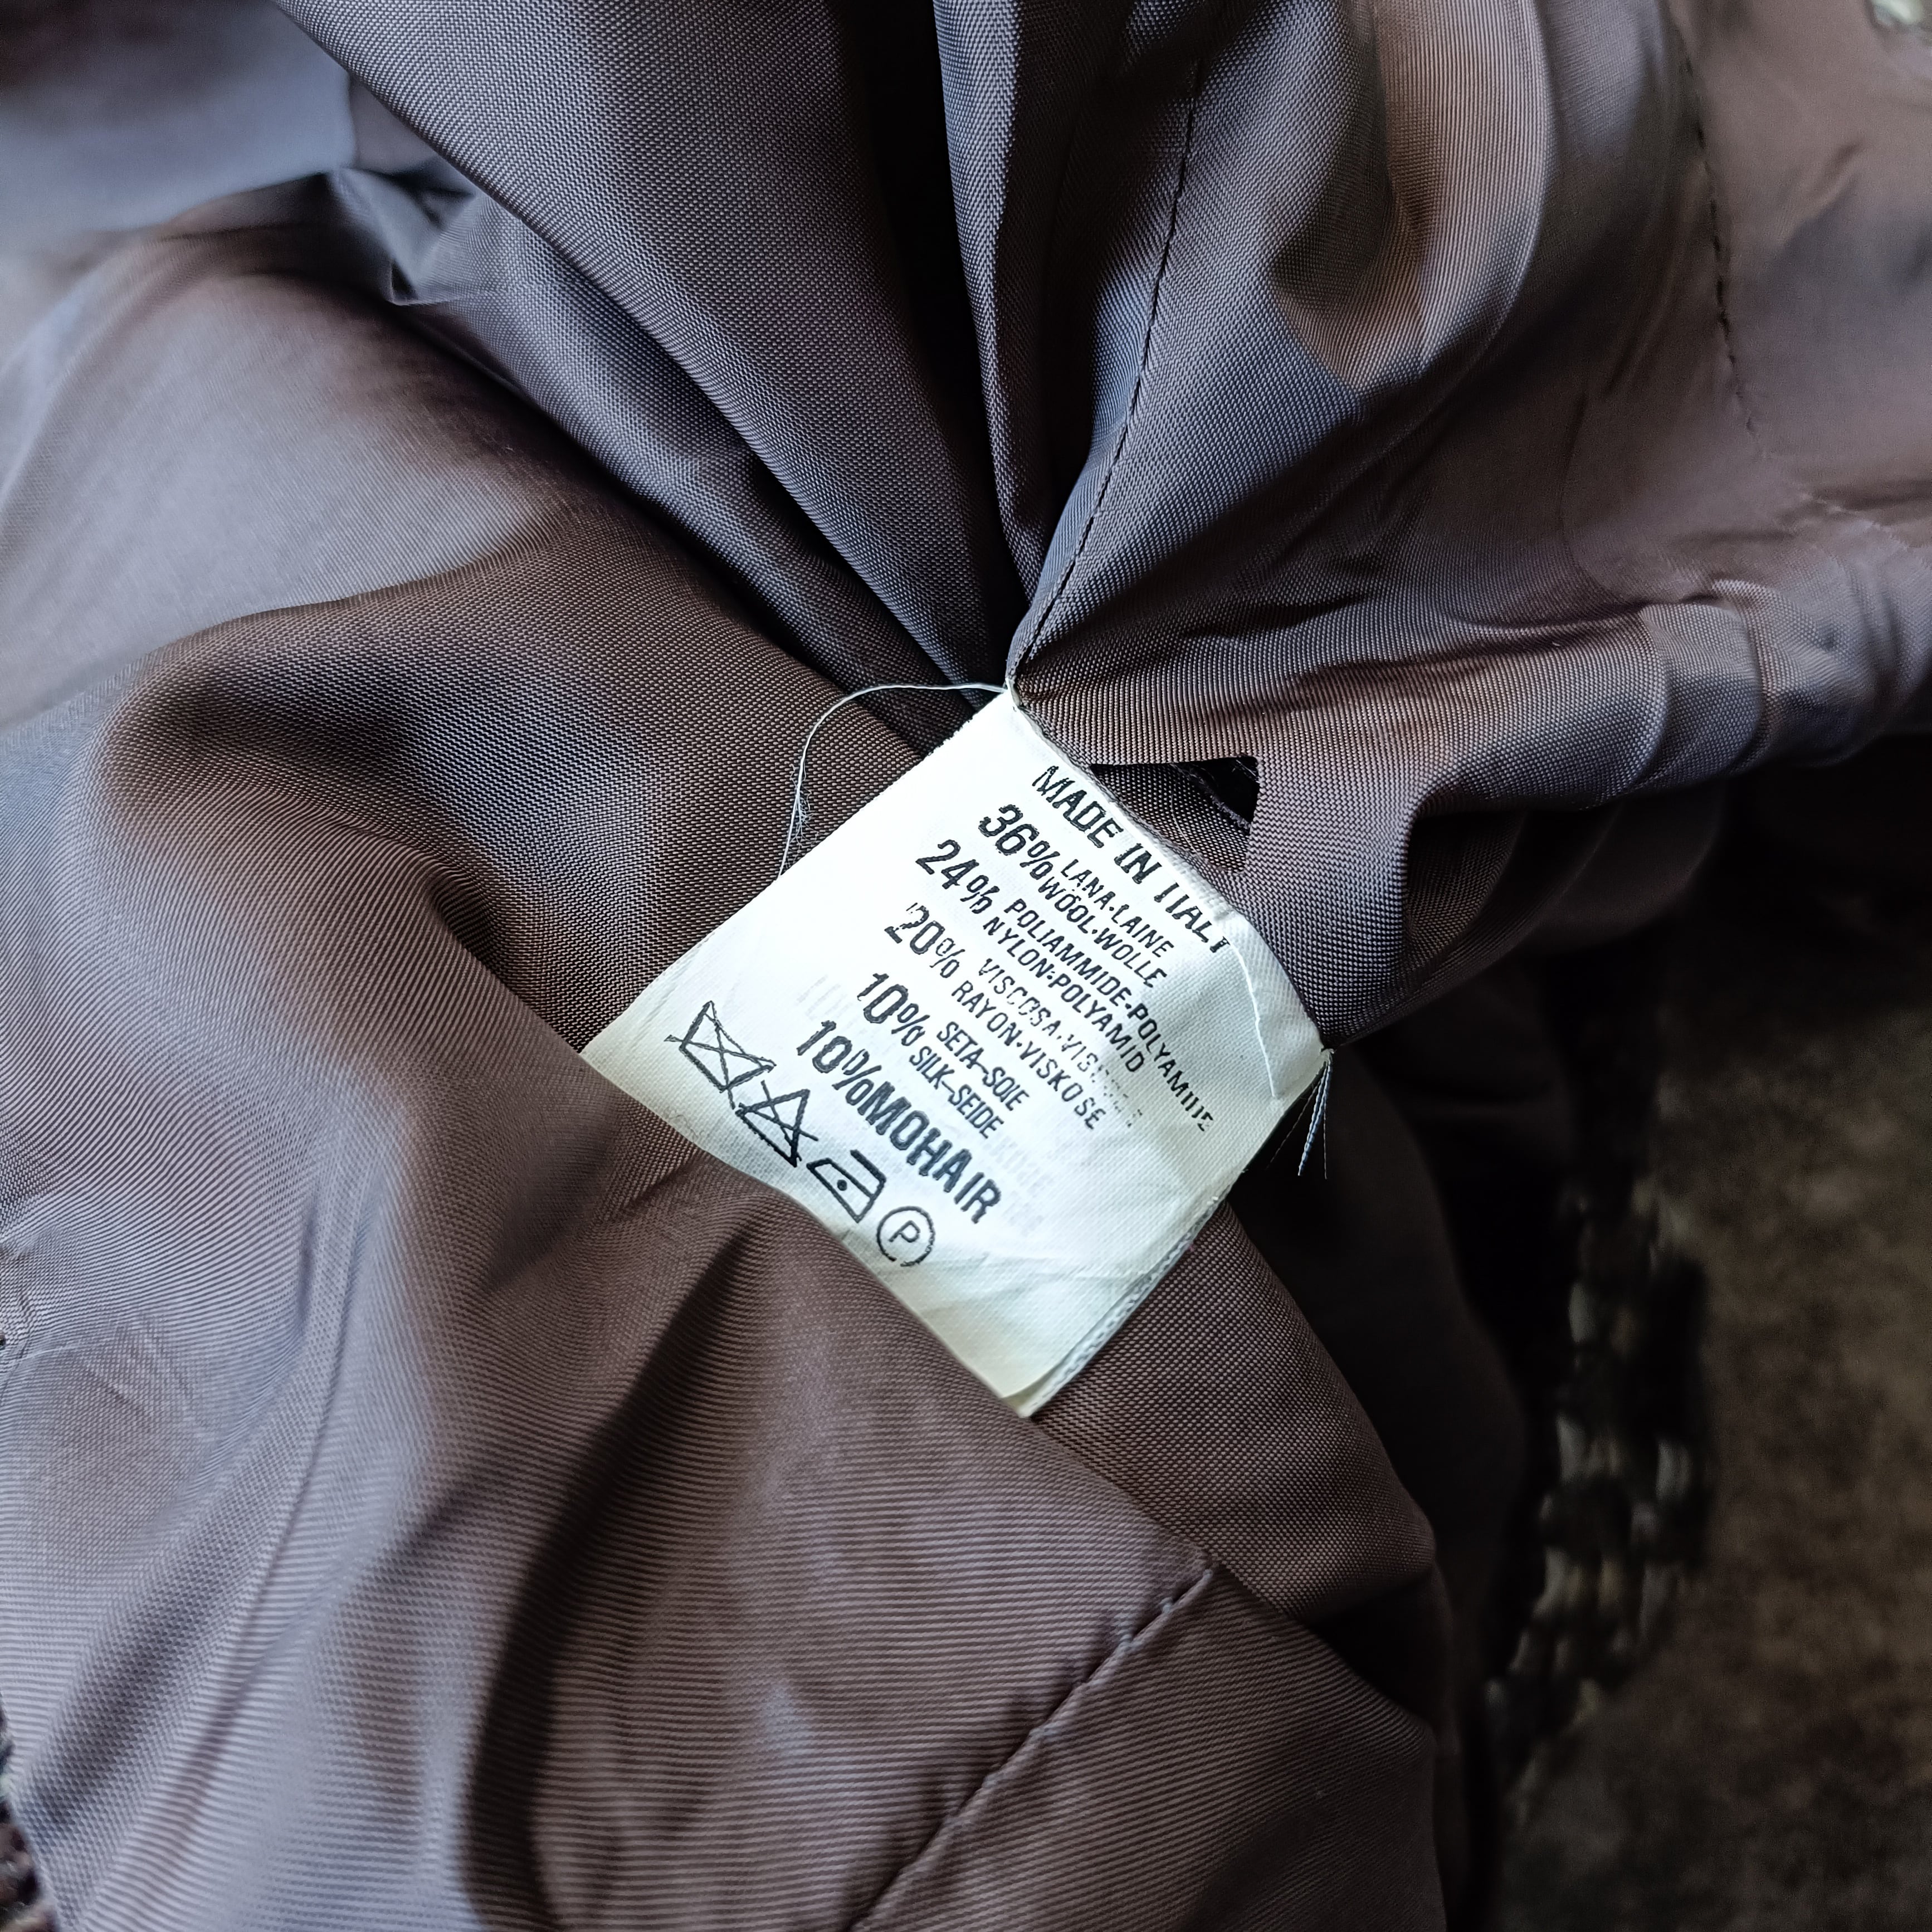 MADE IN ITALY
36% LANA·LAINE
WOOL·WOLLE
24% POLIAMMIDE-POLYAMIDE
NYLON-POLYAMID
20% VISCOSA·
RAYON·VISKOSE
10% SETA-SOIE
SILK-SEIDE
10%MOHAIR
P